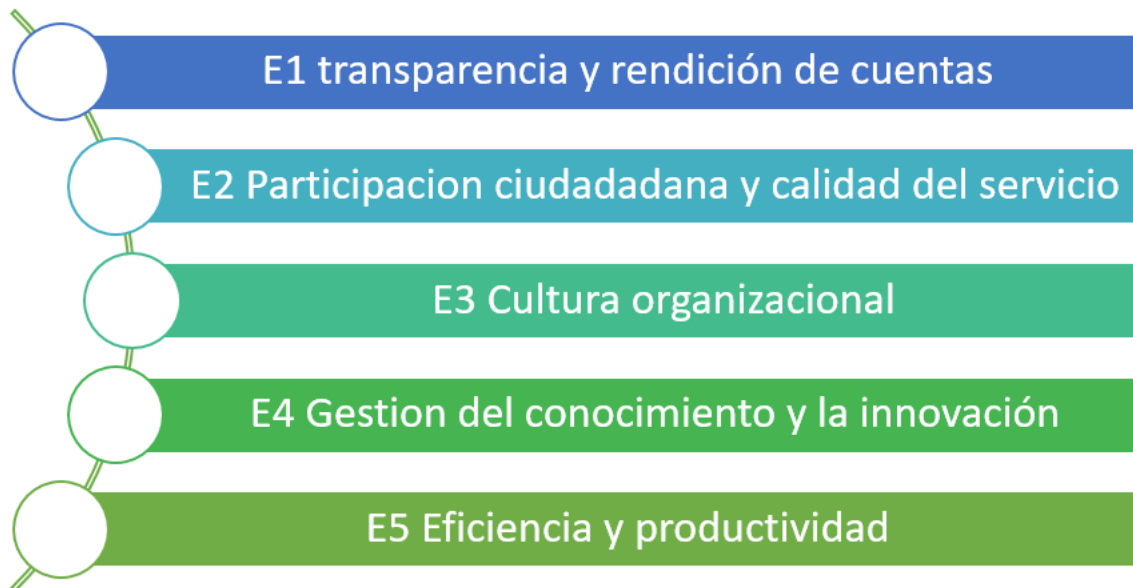 E1 transparencia y rendición de cuentas
E2 Participacion ciudadadana y calidad del servicio
E3 Cultura organizacional
E4 Gestion del conocimiento y la innovación
E5 Eficiencia y productividad